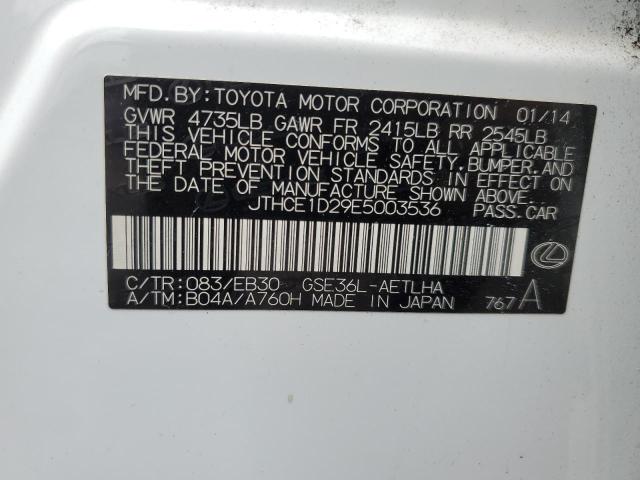 MFD. BY: TOYOTA MOTOR CORPORATION 01/14
GVWR 4735LB GAWR FR 2415LB RR 2545LB
THIS VEHICLE CONFORMS TO ALL APPLICABLE
FEDERAL MOTOR VEHICLE SAFETY, BUMPER, AND
THEFT PREVENTION STANDARDS IN
EFFECT ON THE DATE OF MANUFACTURE
SHOWN ABOVE.
JTHCE1D29E5003536 PASS. CAR
C/TR: 083/EB30 GSE36L-AETLHA
A/TM: B04A/A760H MADE IN JAPAN 767 A